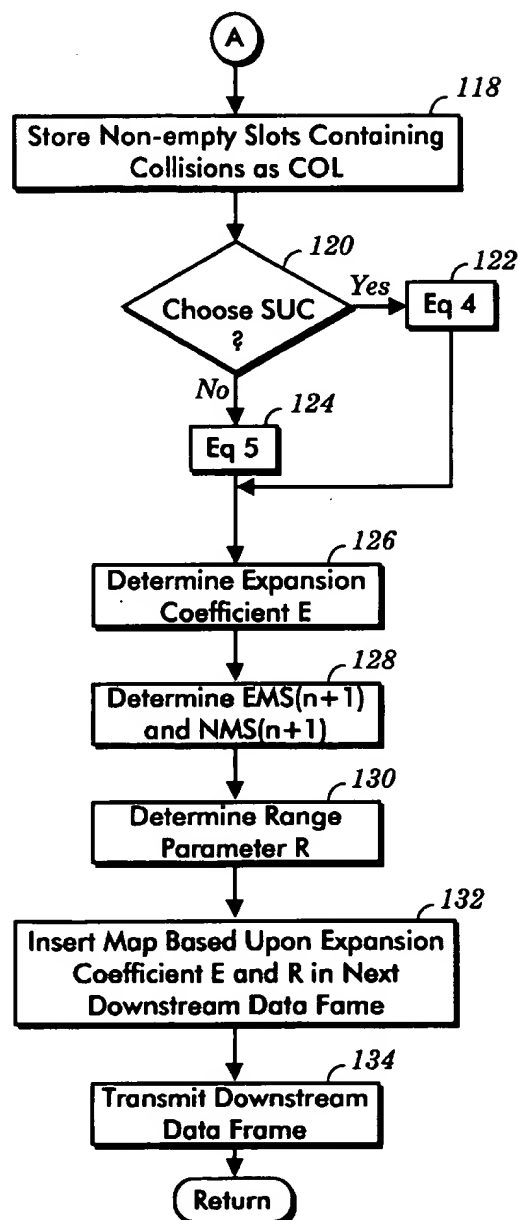 A
118
Store Non-empty Slots Containing
Collisions as COL
120
Choose SUC
?
Yes
122
Eq 4
No
124
Eq 5
126
Determine Expansion
Coefficient E
128
Determine EMS(n+1)
and NMS(n+1)
130
Determine Range
Parameter R
132
Insert Map Based Upon Expansion
Coefficient E and R in Next
Downstream Data Fame
134
Transmit Downstream
Data Frame
Return